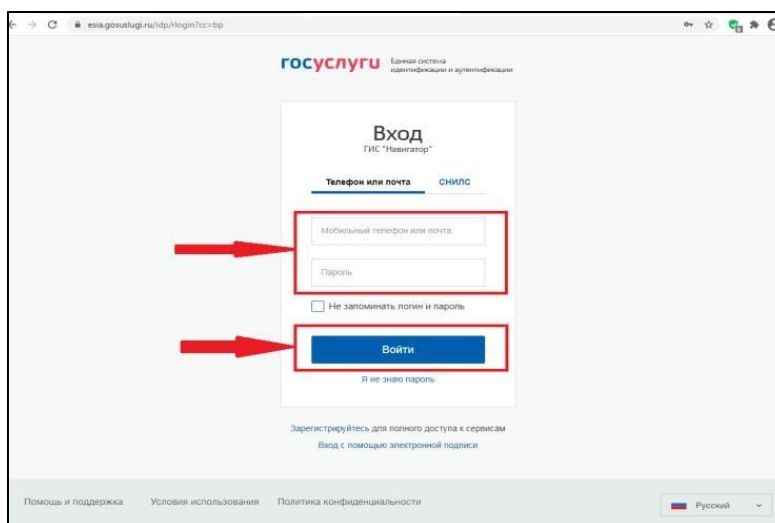 esia.gosuslugi.ru/idp/rlogin?cc=bp
госуслуги
Единая система
идентификации и аутентификации
Вход
ГИС "Навигатор"
Телефон или почта СНИЛС
Мобильный телефон или почта
Пароль
Не запоминать логин и пароль
Войти
Я не знаю пароль
Зарегистрируйтесь для полного доступа к сервисам
Вход с помощью электронной подписи
Помощь и поддержка Условия использования Политика конфиденциальности
Русский